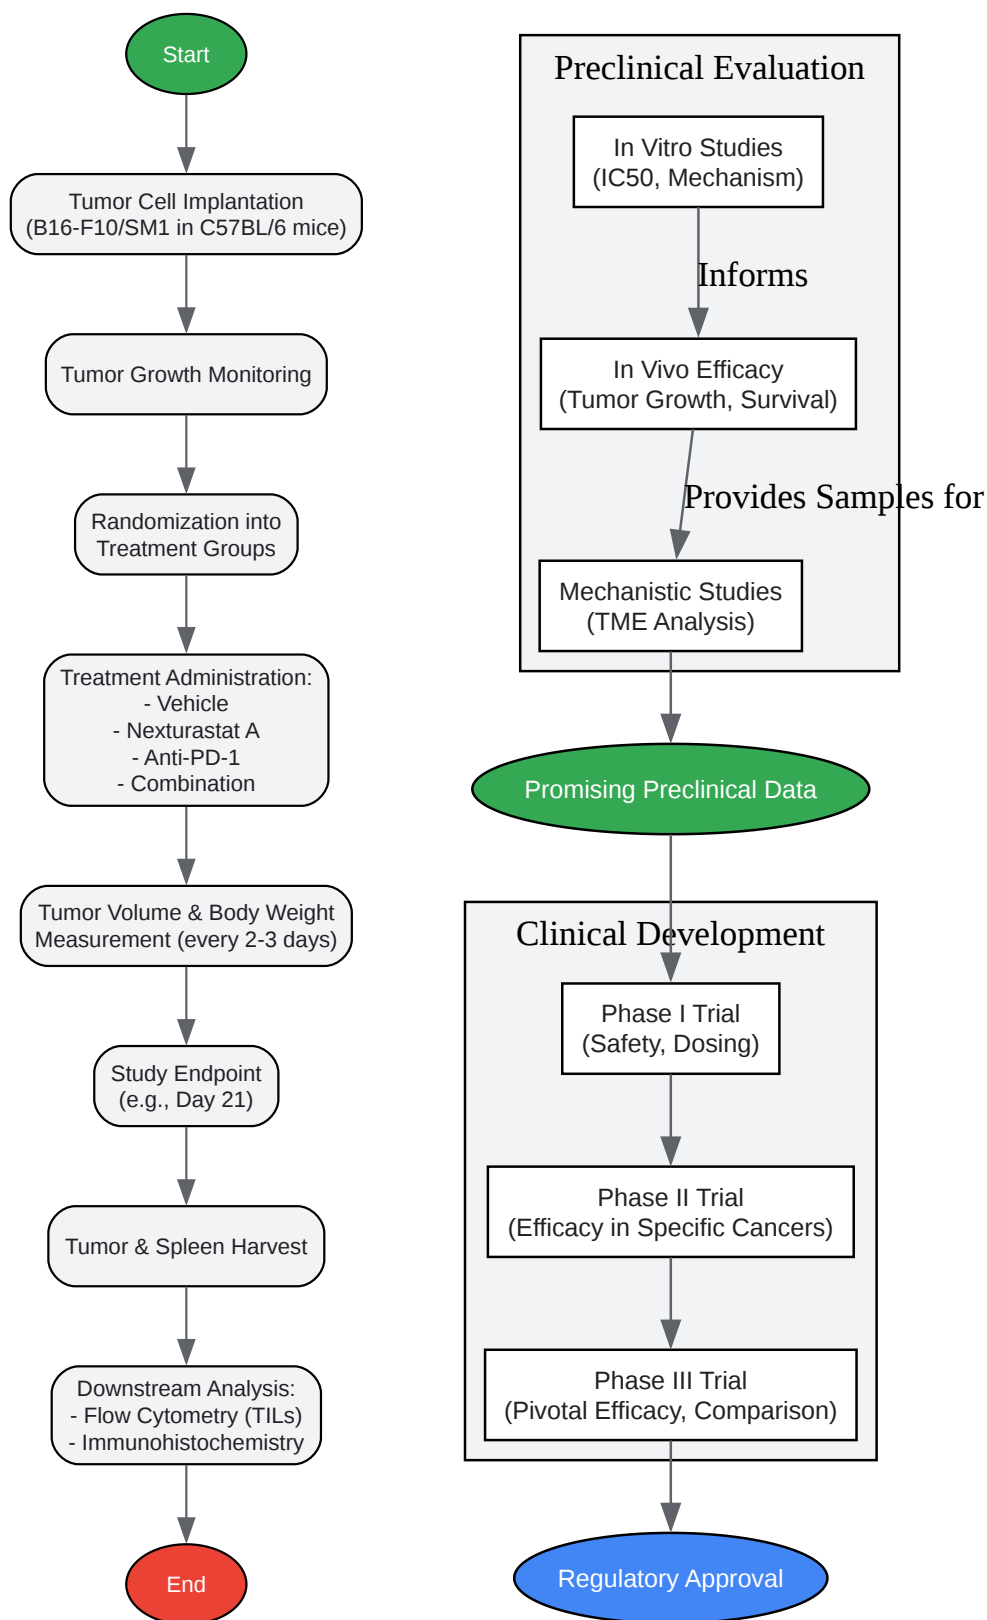 Start
Tumor Cell Implantation
(B16-F10/SM1 in C57BL/6 mice)
Tumor Growth Monitoring
Randomization into
Treatment Groups
Treatment Administration:
- Vehicle
- Nexturastat A
- Anti-PD-1
- Combination
Tumor Volume & Body Weight
Measurement (every 2-3 days)
Study Endpoint
(e.g., Day 21)
Tumor & Spleen Harvest
Downstream Analysis:
- Flow Cytometry (TILs)
- Immunohistochemistry
End
Preclinical Evaluation
In Vitro Studies
(IC50, Mechanism)
Informs
In Vivo Efficacy
(Tumor Growth, Survival)
Provides Samples for
Mechanistic Studies
(TME Analysis)
Promising Preclinical Data
Clinical Development
Phase I Trial
(Safety, Dosing)
Phase II Trial
(Efficacy in Specific Cancers)
Phase III Trial
(Pivotal Efficacy, Comparison)
Regulatory Approval